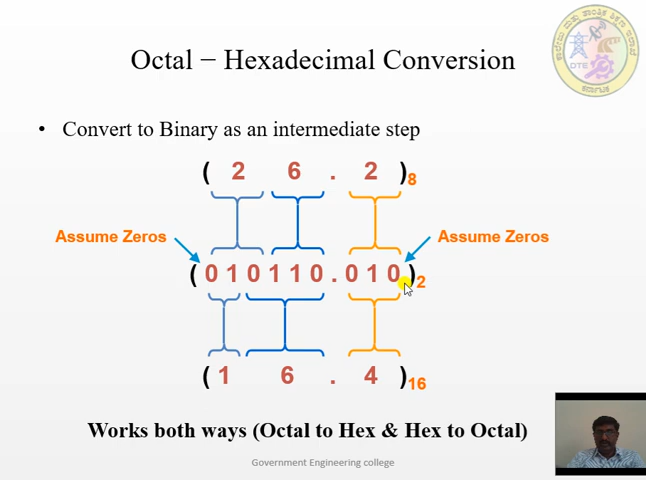 Octal − Hexadecimal Conversion
• Convert to Binary as an intermediate step
( 2 6 . 2 )8
Assume Zeros
Assume Zeros
( 0 1 0 1 1 0 . 0 1 0 )2
( 1 6 . 4 )16
Works both ways (Octal to Hex & Hex to Octal)
Government Engineering college
DTE